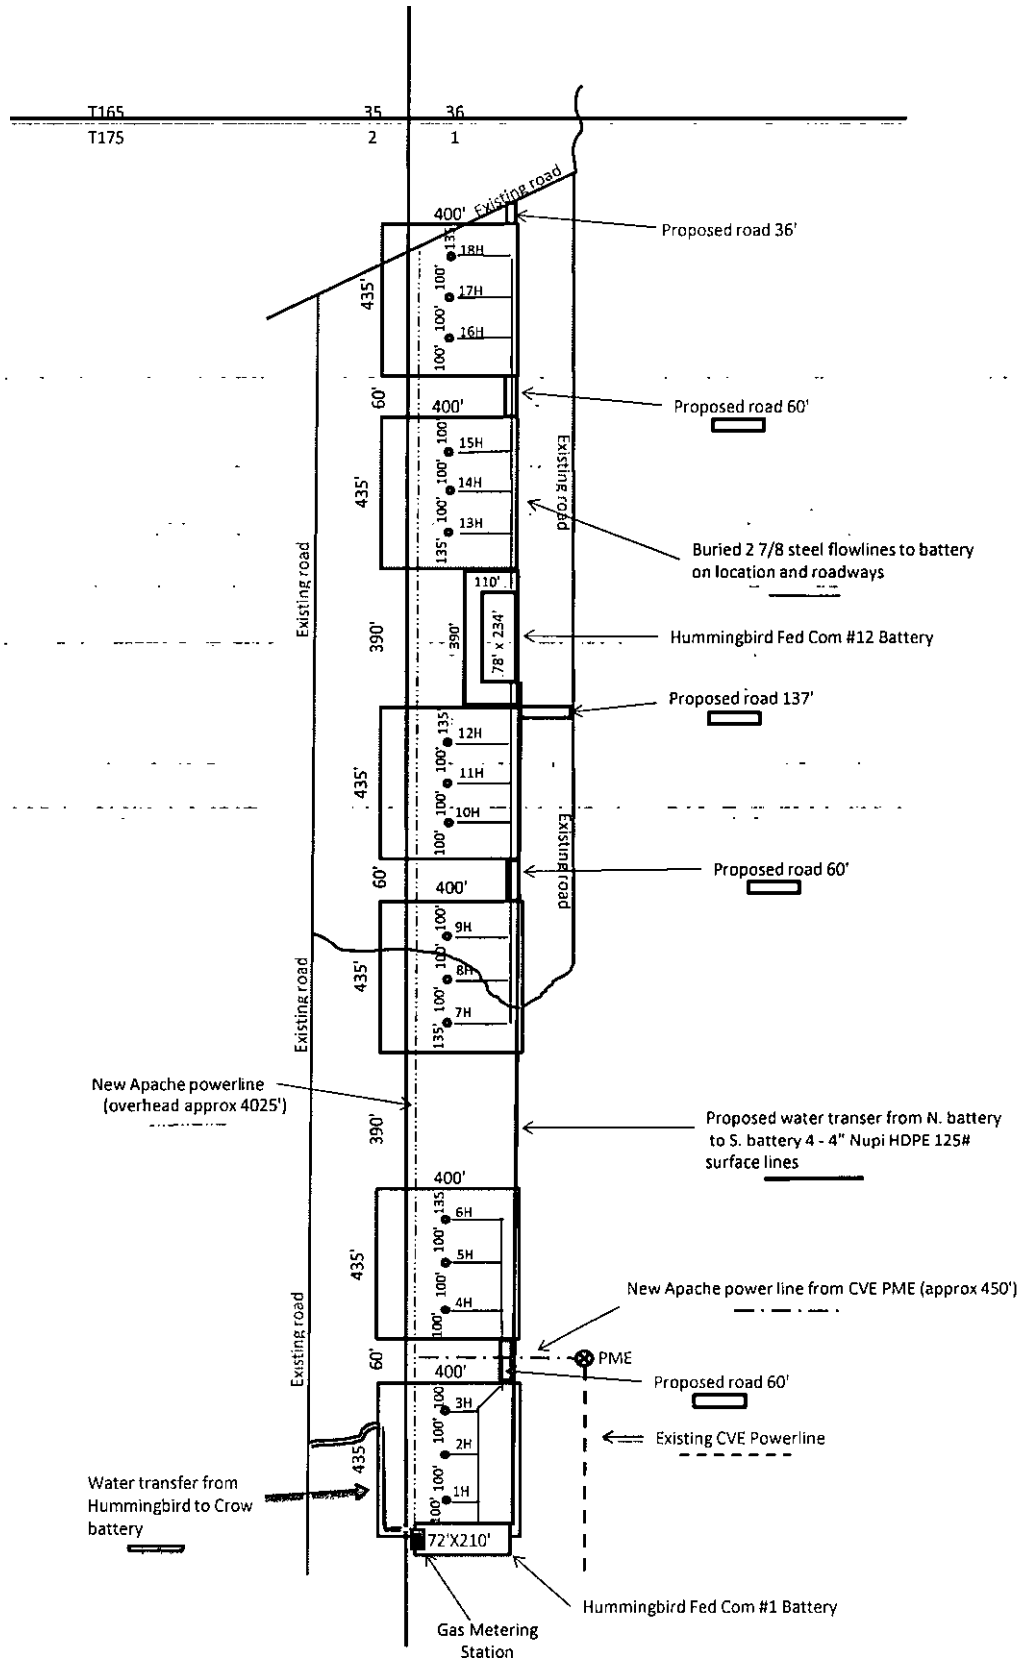 T165 35 36
T175 2 1
Existing road
400'
Proposed road 36'
135'
18H
100'
17H
435'
100'
16H
100'
60'
400'
Proposed road 60'
100'
15H
100'
14H
435'
100'
13H
135'
Existing road
Existing road
Buried 2 7/8 steel flowlines to battery
on location and roadways
110'
390'
390'
78' x 234'
Hummingbird Fed Com #12 Battery
Proposed road 137'
135'
12H
100'
11H
435'
100'
10H
100'
Existing road
60'
400'
Proposed road 60'
100'
9H
100'
8H
435'
100'
7H
135'
Existing road
New Apache powerline
(overhead approx 4025')
390'
Proposed water transer from N. battery
to S. battery 4 - 4" Nupi HDPE 125#
surface lines
400'
135
6H
100'
5H
435'
100'
4H
100'
New Apache power line from CVE PME (approx 450')
Existing road
60'
PME
400'
Proposed road 60'
100'
3H
100'
2H
435'
100'
1H
100'
Existing CVE Powerline
Water transfer from
Hummingbird to Crow
battery
72'X210'
Hummingbird Fed Com #1 Battery
Gas Metering
Station